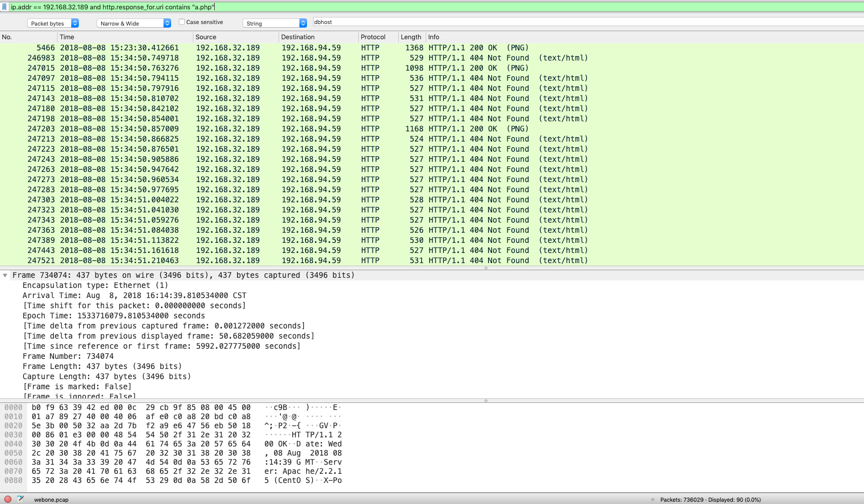 ip.addr == 192.168.32.189 and http.response_for.uri contains "a.php"
Packet bytes Narrow & Wide Case sensitive String dbhost
No. Time Source Destination Protocol Length Info
5466 2018-08-08 15:23:30.412661 192.168.32.189 192.168.94.59 HTTP 1368 HTTP/1.1 200 OK (PNG)
246983 2018-08-08 15:34:50.749718 192.168.32.189 192.168.94.59 HTTP 529 HTTP/1.1 404 Not Found (text/html)
247015 2018-08-08 15:34:50.763276 192.168.32.189 192.168.94.59 HTTP 1098 HTTP/1.1 200 OK (PNG)
247097 2018-08-08 15:34:50.794115 192.168.32.189 192.168.94.59 HTTP 536 HTTP/1.1 404 Not Found (text/html)
247115 2018-08-08 15:34:50.797916 192.168.32.189 192.168.94.59 HTTP 527 HTTP/1.1 404 Not Found (text/html)
247143 2018-08-08 15:34:50.810702 192.168.32.189 192.168.94.59 HTTP 531 HTTP/1.1 404 Not Found (text/html)
247180 2018-08-08 15:34:50.842102 192.168.32.189 192.168.94.59 HTTP 527 HTTP/1.1 404 Not Found (text/html)
247198 2018-08-08 15:34:50.854001 192.168.32.189 192.168.94.59 HTTP 527 HTTP/1.1 404 Not Found (text/html)
247203 2018-08-08 15:34:50.857009 192.168.32.189 192.168.94.59 HTTP 1168 HTTP/1.1 200 OK (PNG)
247213 2018-08-08 15:34:50.866825 192.168.32.189 192.168.94.59 HTTP 524 HTTP/1.1 404 Not Found (text/html)
247223 2018-08-08 15:34:50.876501 192.168.32.189 192.168.94.59 HTTP 527 HTTP/1.1 404 Not Found (text/html)
247243 2018-08-08 15:34:50.905886 192.168.32.189 192.168.94.59 HTTP 527 HTTP/1.1 404 Not Found (text/html)
247263 2018-08-08 15:34:50.947642 192.168.32.189 192.168.94.59 HTTP 527 HTTP/1.1 404 Not Found (text/html)
247273 2018-08-08 15:34:50.960534 192.168.32.189 192.168.94.59 HTTP 527 HTTP/1.1 404 Not Found (text/html)
247283 2018-08-08 15:34:50.977695 192.168.32.189 192.168.94.59 HTTP 527 HTTP/1.1 404 Not Found (text/html)
247303 2018-08-08 15:34:51.004022 192.168.32.189 192.168.94.59 HTTP 528 HTTP/1.1 404 Not Found (text/html)
247323 2018-08-08 15:34:51.041030 192.168.32.189 192.168.94.59 HTTP 527 HTTP/1.1 404 Not Found (text/html)
247343 2018-08-08 15:34:51.059276 192.168.32.189 192.168.94.59 HTTP 527 HTTP/1.1 404 Not Found (text/html)
247363 2018-08-08 15:34:51.084038 192.168.32.189 192.168.94.59 HTTP 526 HTTP/1.1 404 Not Found (text/html)
247389 2018-08-08 15:34:51.113822 192.168.32.189 192.168.94.59 HTTP 530 HTTP/1.1 404 Not Found (text/html)
247443 2018-08-08 15:34:51.161618 192.168.32.189 192.168.94.59 HTTP 527 HTTP/1.1 404 Not Found (text/html)
247521 2018-08-08 15:34:51.210463 192.168.32.189 192.168.94.59 HTTP 531 HTTP/1.1 404 Not Found (text/html)
Frame 734074: 437 bytes on wire (3496 bits), 437 bytes captured (3496 bits)
Encapsulation type: Ethernet (1)
Arrival Time: Aug  8, 2018 16:14:39.810534000 CST
[Time shift for this packet: 0.000000000 seconds]
Epoch Time: 1533716079.810534000 seconds
[Time delta from previous captured frame: 0.001272000 seconds]
[Time delta from previous displayed frame: 50.682059000 seconds]
[Time since reference or first frame: 5992.027775000 seconds]
Frame Number: 734074
Frame Length: 437 bytes (3496 bits)
Capture Length: 437 bytes (3496 bits)
[Frame is marked: False]
[Frame is ignored: False]
0000 b0 f9 63 39 42 ed 00 0c 29 cb 9f 85 08 00 45 00 ··c9B··· )·····E·
0010 01 a7 89 27 40 00 40 06 af e0 c0 a8 20 bd c0 a8 ···'@·@· ···· ···
0020 5e 3b 00 50 32 aa 2d 7b f2 a9 e6 47 56 eb 50 18 ^;·P2·-{ ···GV·P·
0030 00 86 01 e3 00 00 48 54 54 50 2f 31 2e 31 20 32 ······HT TP/1.1 2
0040 30 30 20 4f 4b 0d 0a 44 61 74 65 3a 20 57 65 64 00 OK··D ate: Wed
0050 2c 20 30 38 20 41 75 67 20 32 30 31 38 20 30 38 , 08 Aug 2018 08
0060 3a 31 34 3a 33 39 20 47 4d 54 0d 0a 53 65 72 76 :14:39 G MT··Serv
0070 65 72 3a 20 41 70 61 63 68 65 2f 32 2e 32 2e 31 er: Apac he/2.2.1
0080 35 20 28 43 65 6e 74 4f 53 29 0d 0a 58 2d 50 6f 5 (CentO S)··X-Po
webone.pcap Packets: 736029 · Displayed: 90 (0.0%)